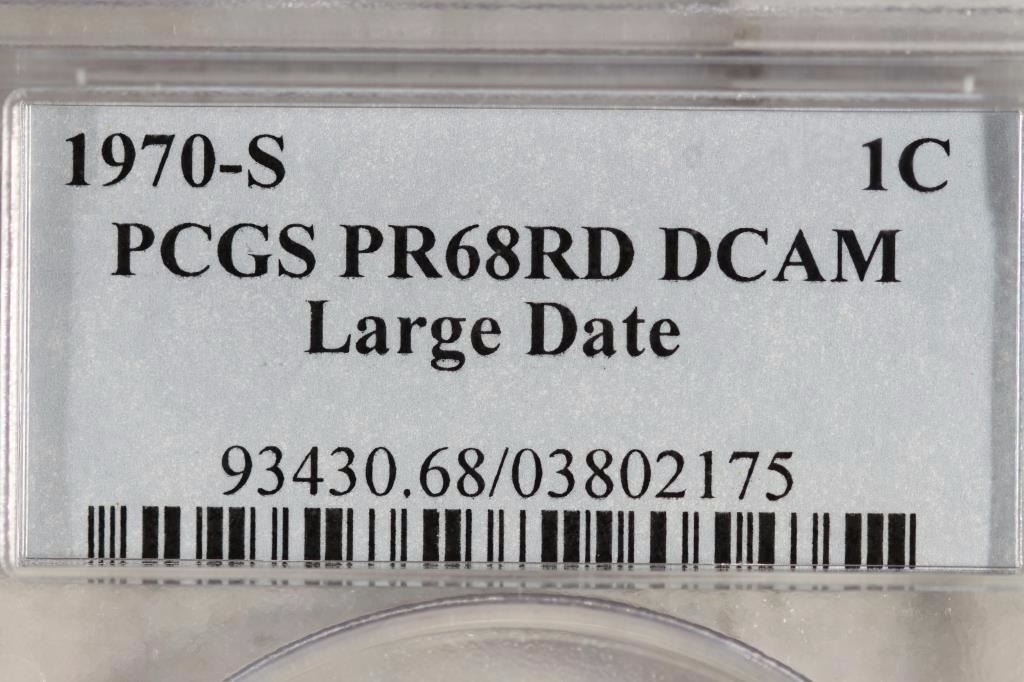 1970-S 1C
PCGS PR68RD DCAM
Large Date
93430.68/03802175